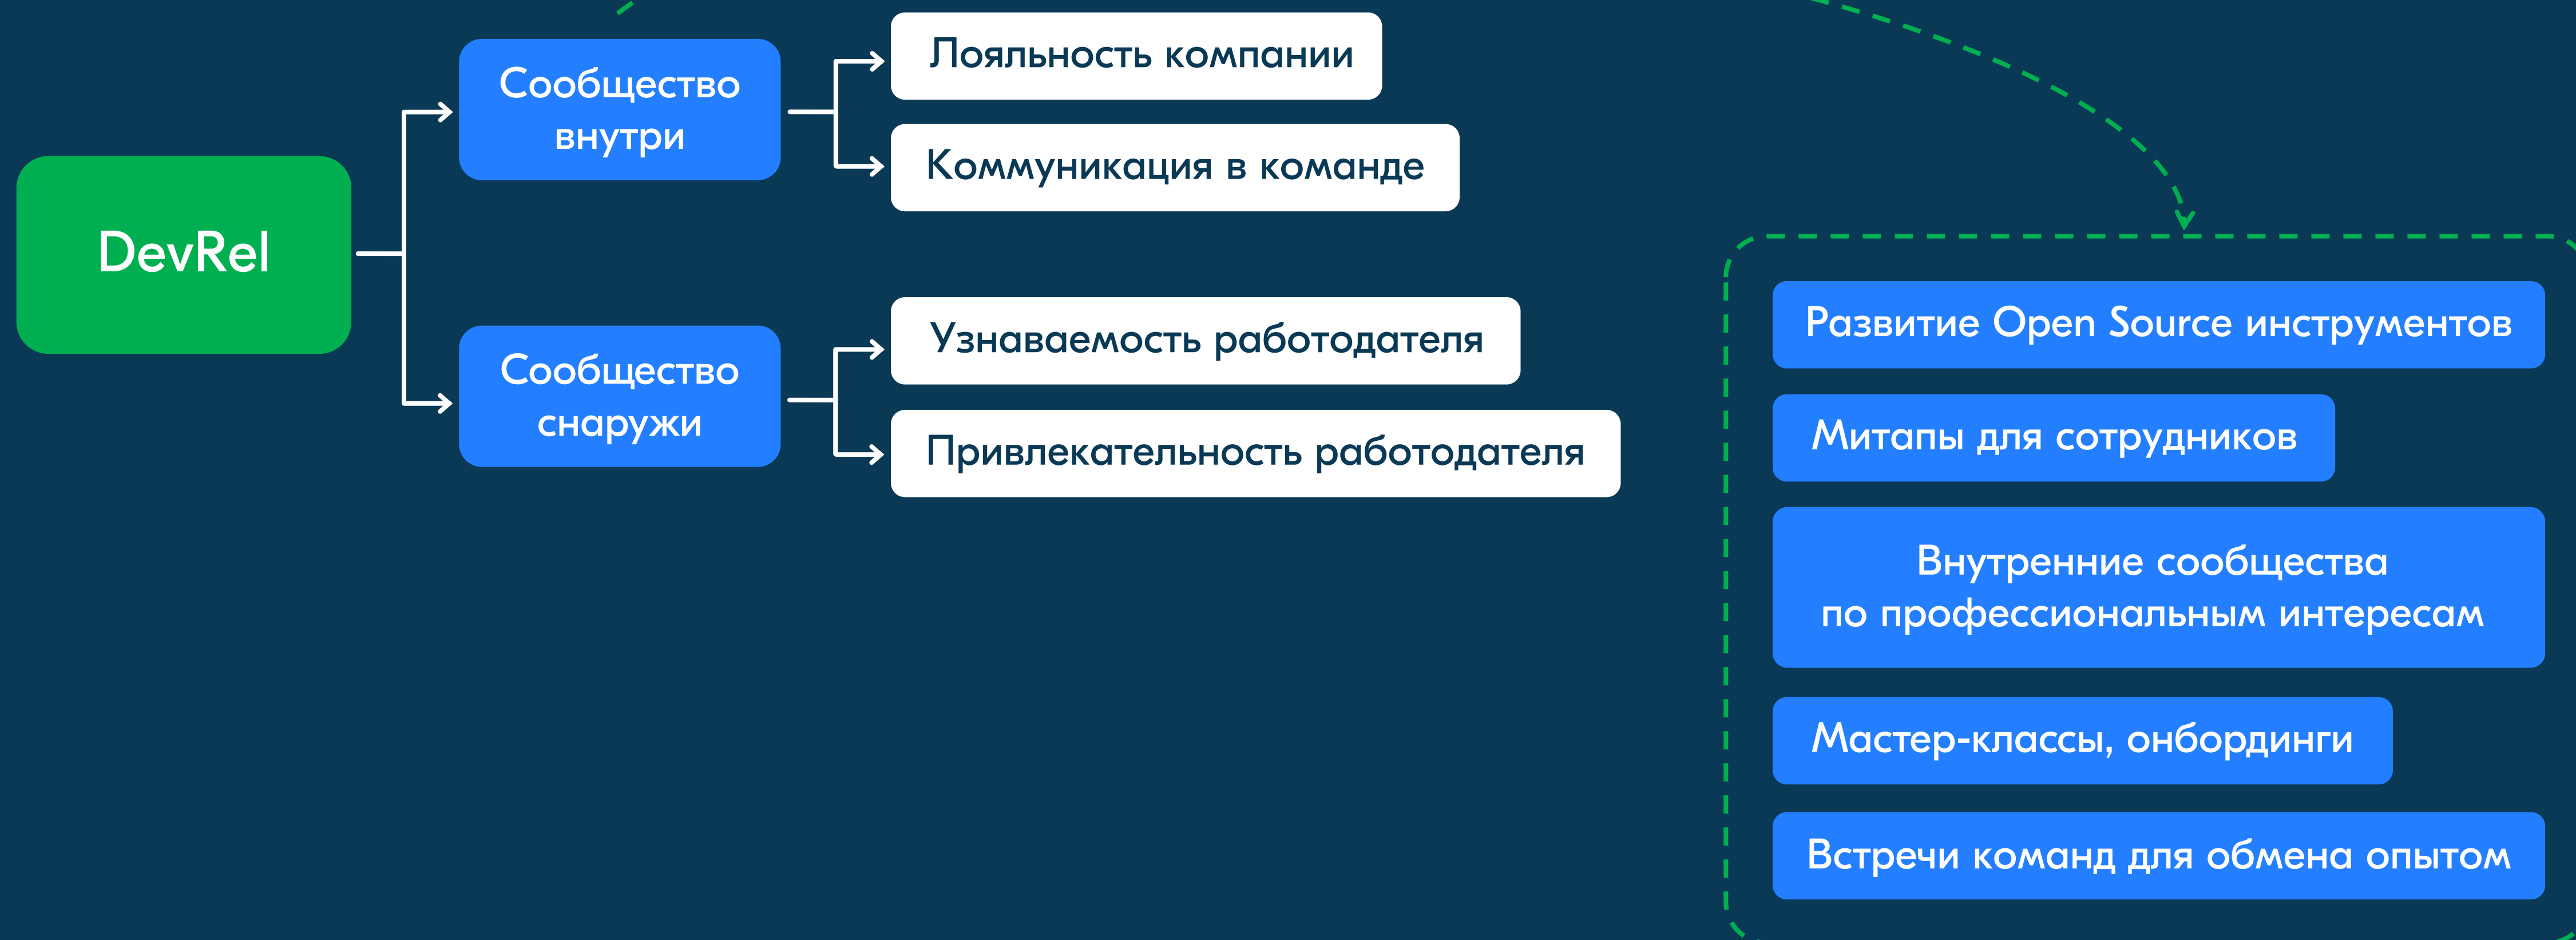 DevRel
Сообщество
внутри
Лояльность компании
Коммуникация в команде
Сообщество
снаружи
Узнаваемость работодателя
Привлекательность работодателя
Развитие Open Source инструментов
Митапы для сотрудников
Внутренние сообщества
по профессиональным интересам
Мастер-классы, онбординги
Встречи команд для обмена опытом